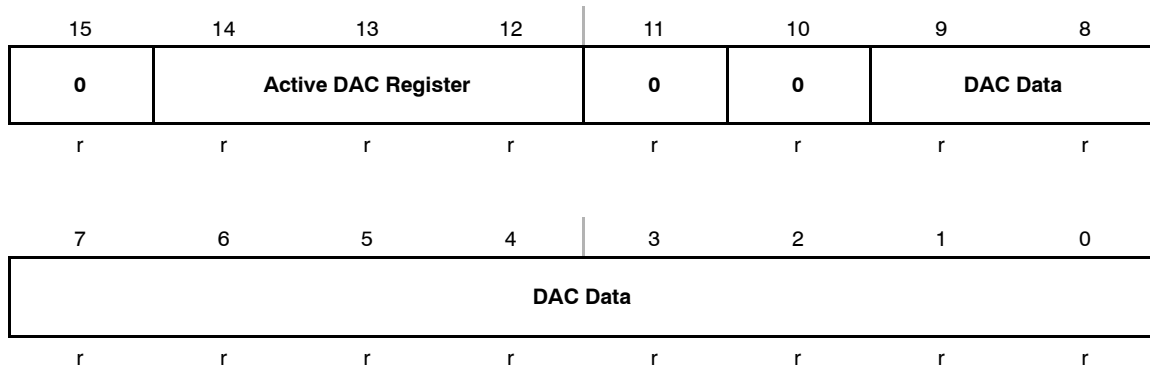 15 14 13 12 11 10 9 8
0 Active DAC Register 0 0 DAC Data
r r r r r r r r
7 6 5 4 3 2 1 0
DAC Data
r r r r r r r r